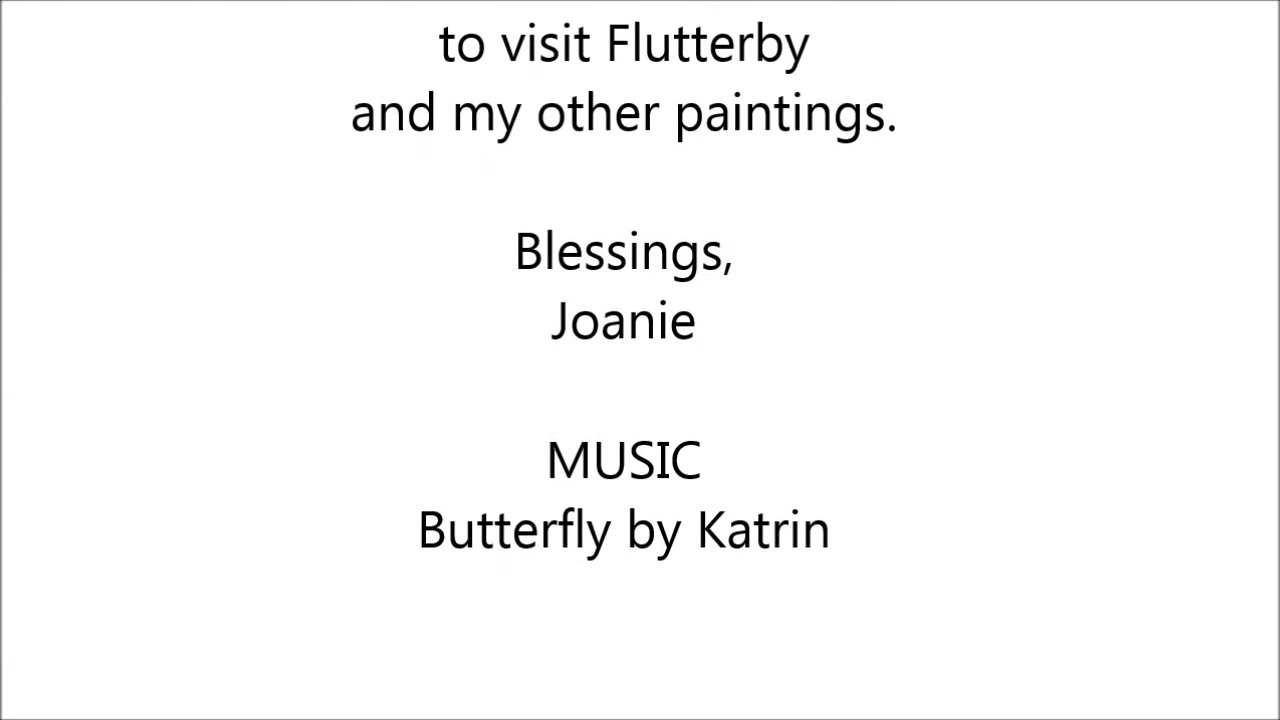 to visit Flutterby
and my other paintings.
Blessings,
Joanie
MUSIC
Butterfly by Katrin